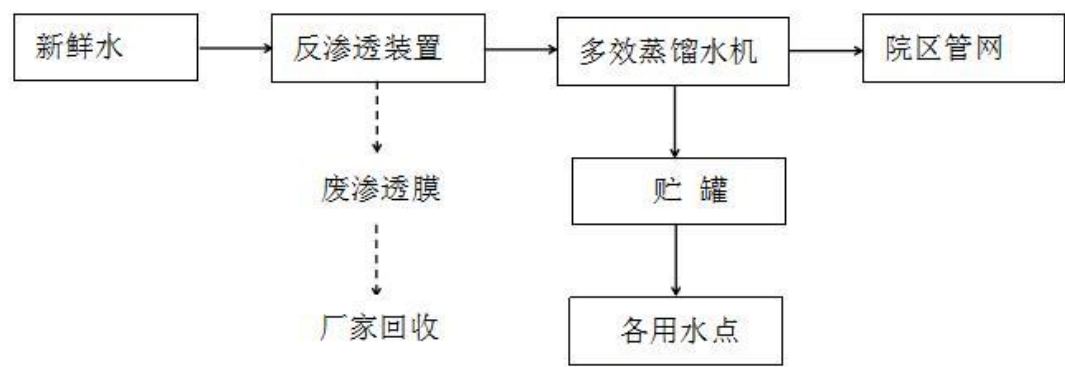 新鲜水
反渗透装置
多效蒸馏水机
院区管网
废渗透膜
贮 罐
厂家回收
各用水点